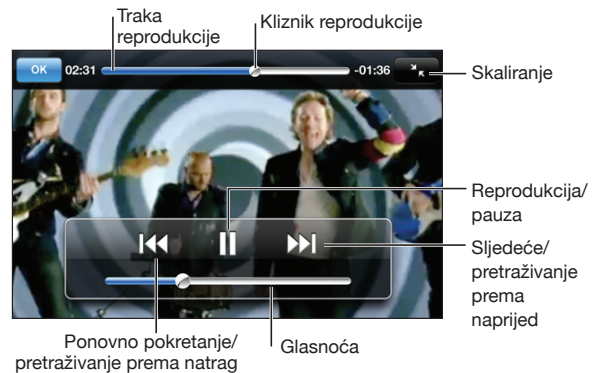 Traka
reprodukcije
Kliznik reprodukcije
OK 02:31 -01:36
Skaliranje
Reprodukcija/
pauza
Sljedeće/
pretraživanje
prema
naprijed
Ponovno pokretanje/
pretraživanje prema natrag
Glasnoća